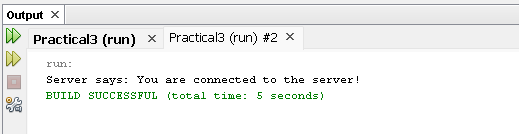 Output ×
Practical3 (run) × Practical3 (run) #2 ×
run:
Server says: You are connected to the server!
BUILD SUCCESSFUL (total time: 5 seconds)